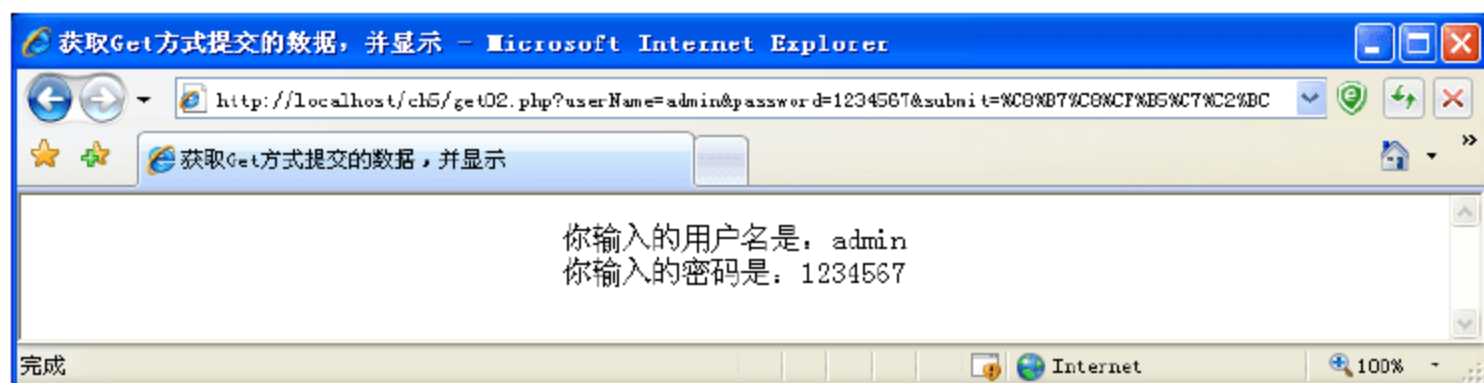 获取Get方式提交的数据，并显示 - Microsoft Internet Explorer
http://localhost/ch5/get02.php?userName=admin&password=1234567&submit=%C8%B7%C8%CF%B5%C7%C2%BC
获取Get方式提交的数据，并显示
你输入的用户名是：admin
你输入的密码是：1234567
完成
Internet
100%